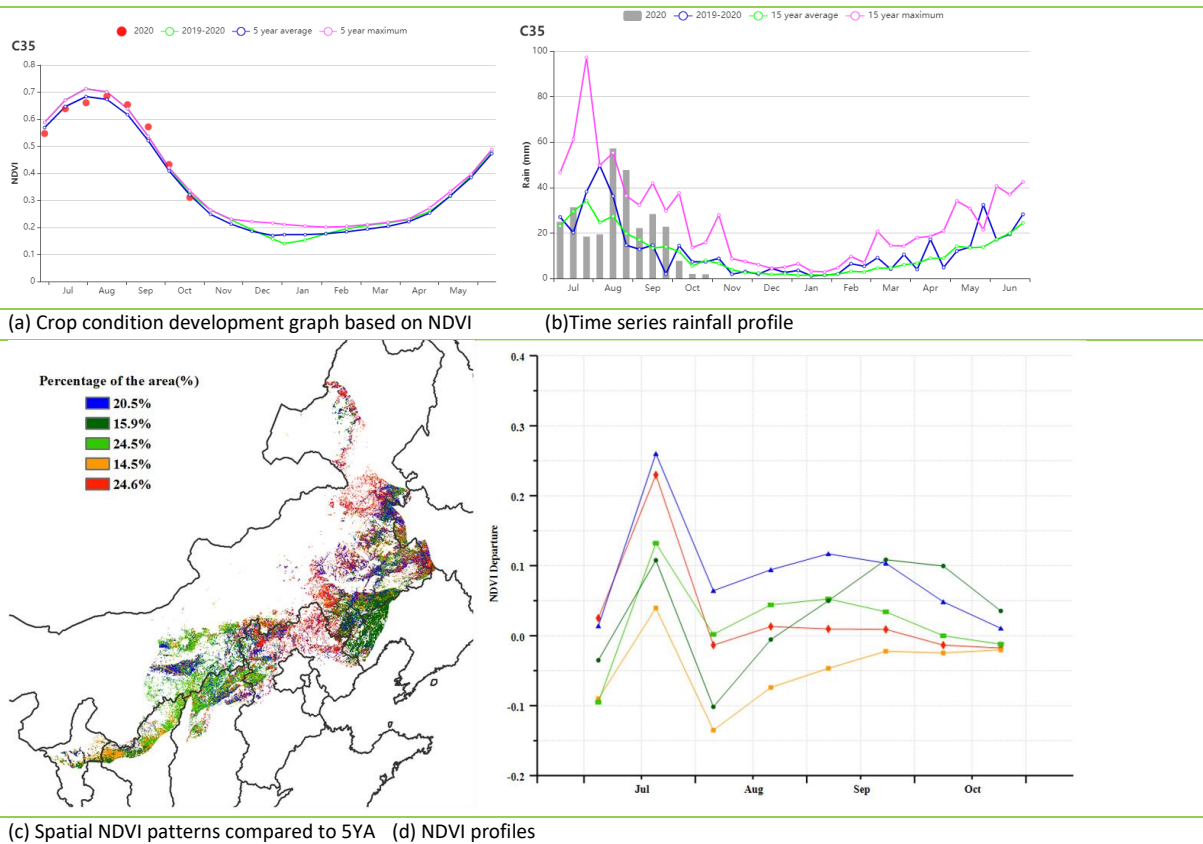 2020 2019-2020 5 year average 5 year maximum
C35
0.8
0.7
0.6
0.5
0.4
0.3
0.2
0.1
0
NDVI
Jul Aug Sep Oct Nov Dec Jan Feb Mar Apr May
2020 2019-2020 15 year average 15 year maximum
C35
100
80
60
40
20
0
Rain (mm)
Jul Aug Sep Oct Nov Dec Jan Feb Mar Apr May Jun
(a) Crop condition development graph based on NDVI (b)Time series rainfall profile
Percentage of the area(%)
20.5%
15.9%
24.5%
14.5%
24.6%
0.4
0.3
0.2
0.1
0.0
-0.1
-0.2
NDVI Departure
Jul Aug Sep Oct
(c) Spatial NDVI patterns compared to 5YA (d) NDVI profiles